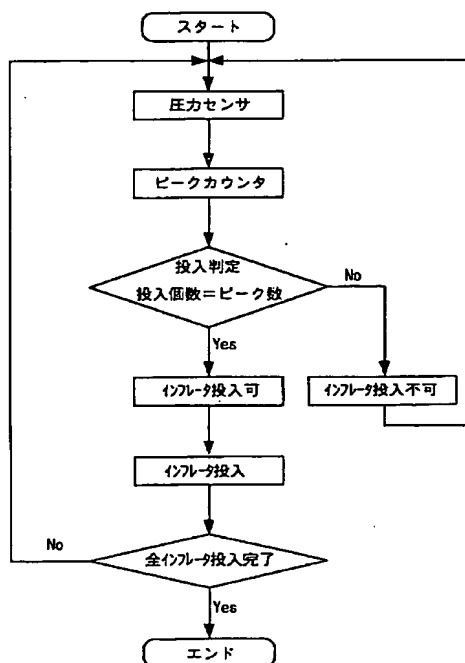 スタート
圧力センサ
ピークカウンタ
投入判定
投入個数=ピーク数
No
Yes
インフレータ投入可
インフレータ投入不可
インフレータ投入
No
全インフレータ投入完了
Yes
エンド